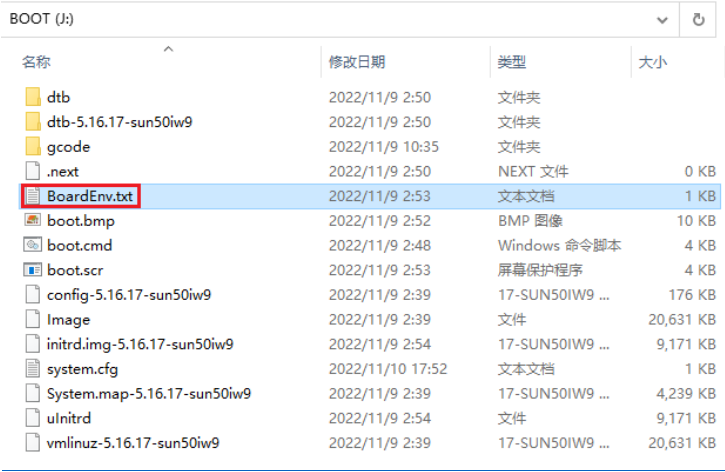 BOOT (J:)
名称 修改日期 类型 大小
dtb 2022/11/9 2:50 文件夹
dtb-5.16.17-sun50iw9 2022/11/9 2:50 文件夹
gcode 2022/11/9 10:35 文件夹
.next 2022/11/9 2:50 NEXT 文件 0 KB
BoardEnv.txt 2022/11/9 2:53 文本文档 1 KB
boot.bmp 2022/11/9 2:52 BMP 图像 10 KB
boot.cmd 2022/11/9 2:48 Windows 命令脚本 4 KB
boot.scr 2022/11/9 2:53 屏幕保护程序 4 KB
config-5.16.17-sun50iw9 2022/11/9 2:39 17-SUN50IW9 ... 176 KB
Image 2022/11/9 2:39 文件 20,631 KB
initrd.img-5.16.17-sun50iw9 2022/11/9 2:54 17-SUN50IW9 ... 9,171 KB
system.cfg 2022/11/10 17:52 文本文档 1 KB
System.map-5.16.17-sun50iw9 2022/11/9 2:39 17-SUN50IW9 ... 4,239 KB
uInitrd 2022/11/9 2:54 文件 9,171 KB
vmlinuz-5.16.17-sun50iw9 2022/11/9 2:39 17-SUN50IW9 ... 20,631 KB